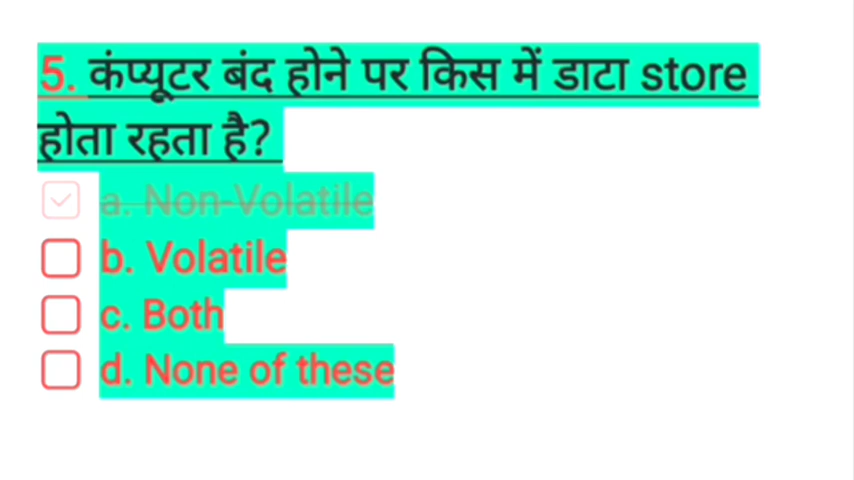 5. कंप्यूटर बंद होने पर किस में डाटा store
होता रहता है?
a. Non-Volatile
b. Volatile
c. Both
d. None of these